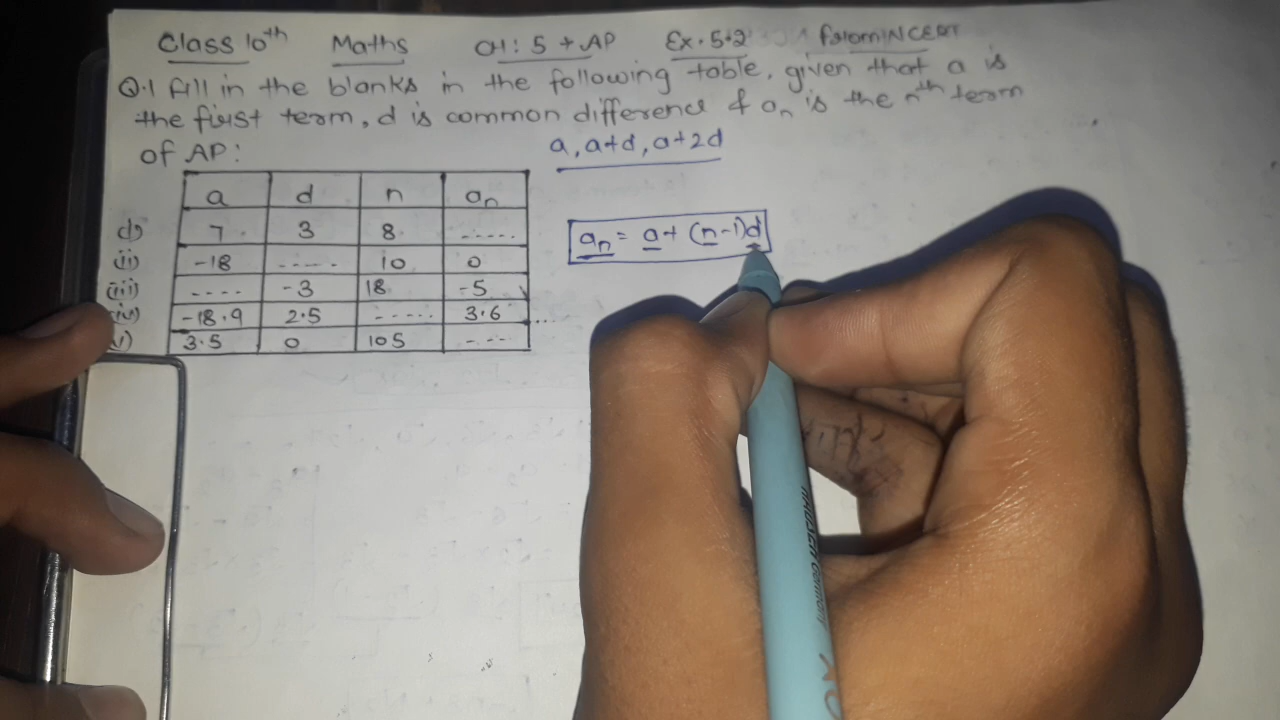 Class 10th Maths CH: 5 + AP Ex. 5.2 from NCERT
Q.1 Fill in the blanks in the following table, given that a is
the first term, d is common difference & an is the nth term
of AP:
a, a+d, a+2d
a d n an
(i) 7 3 8 ......
an = a + (n-1)d
(ii) -18 ...... 10 0
(iii) .... -3 18 -5
(iv) -18.9 2.5 ...... 3.6
3.5 0 105 ....